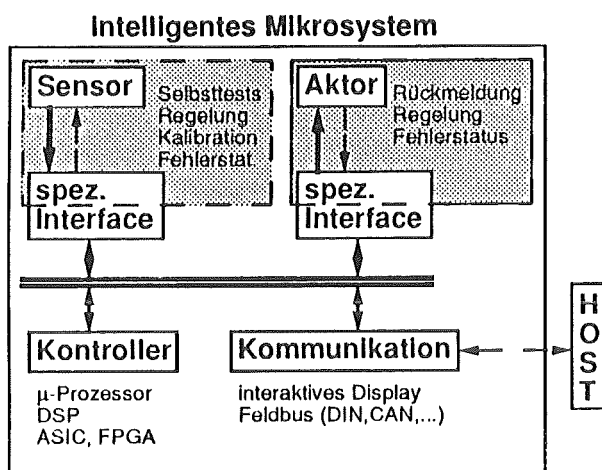 Intelligentes Mikrosystem
Sensor
Selbsttests
Regelung
Kalibration
Fehlerstat.
spez.
Interface
Aktor
Rückmeldung
Regelung
Fehlerstatus
spez.
Interface
Kontroller
µ-Prozessor
DSP
ASIC, FPGA
Kommunikation
interaktives Display
Feldbus (DIN,CAN,...)
HOST